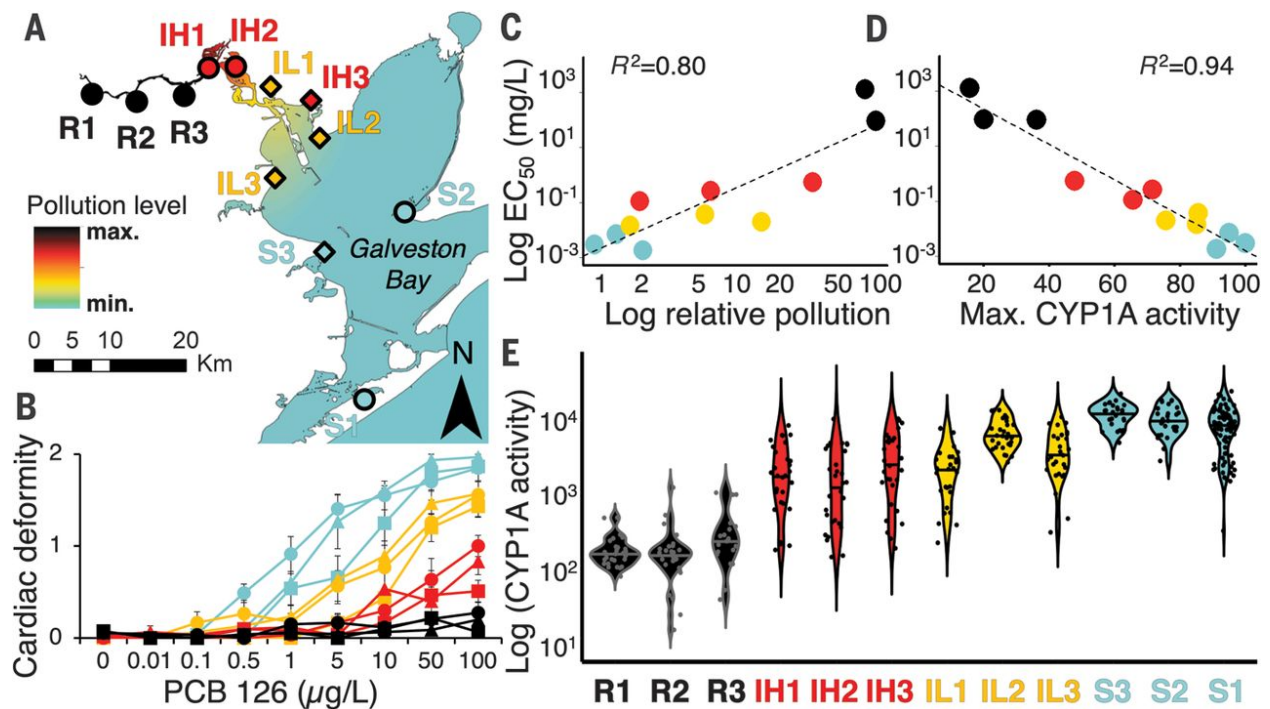 A
IH1 IH2
IL1
IH3
R1 R2 R3
IL2
IL3
S2
S3
Galveston
Bay
S1
N
Pollution level
max.
min.
0 10 20
Km
B
Cardiac deformity
2
1
0
0 0.01 0.1 0.5 1 5 10 50 100
PCB 126 (µg/L)
C
R²=0.80
Log EC₅₀ (mg/L)
10³
10¹
10⁻¹
10⁻³
1 2 5 10 20 50 100
Log relative pollution
D
R²=0.94
10³
10¹
10⁻¹
10⁻³
20 40 60 80 100
Max. CYP1A activity
E
Log (CYP1A activity)
10⁴
10³
10²
10¹
R1 R2 R3 IH1 IH2 IH3 IL1 IL2 IL3 S3 S2 S1